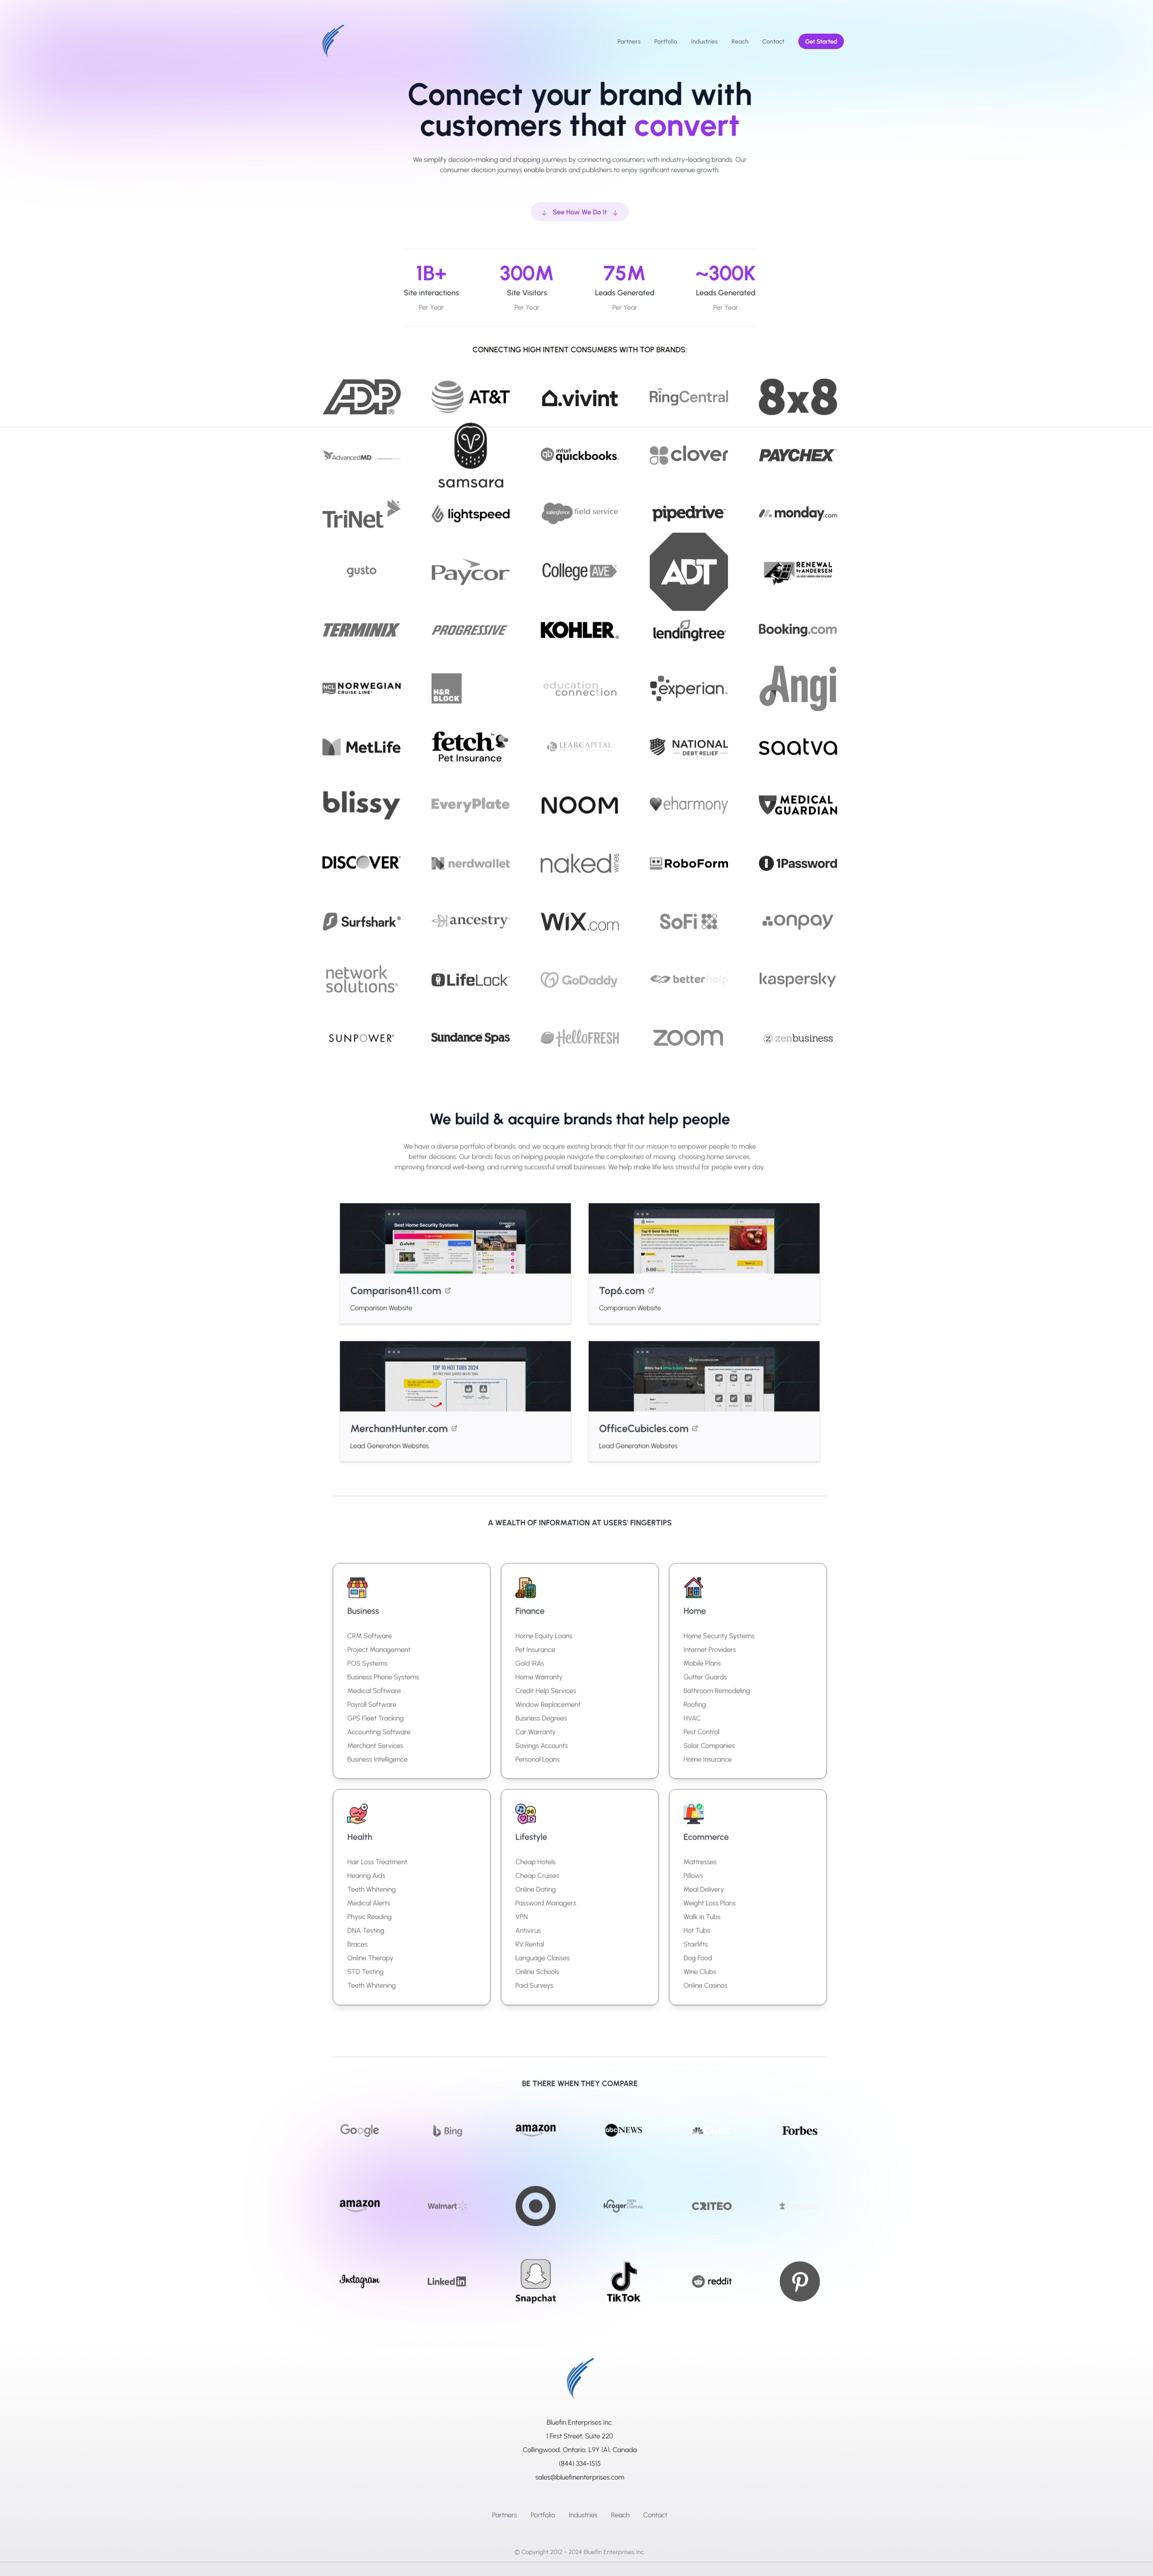 Partners Portfolio Industries Reach Contact Get Started
Connect your brand with
customers that convert
We simplify decision-making and shopping journeys by connecting consumers with industry-leading brands. Our
consumer decision journeys enable brands and publishers to enjoy significant revenue growth.
See How We Do It
1B+ 300M 75M ~300K
Site interactions Site Visitors Leads Generated Leads Generated
Per Year Per Year Per Year Per Year
CONNECTING HIGH INTENT CONSUMERS WITH TOP BRANDS:
ADP AT&T vivint RingCentral 8x8
AdvancedMD samsara intuit quickbooks. clover PAYCHEX
TriNet lightspeed salesforce field service pipedrive monday.com
gusto Paycor College AVE ADT RENEWAL by ANDERSEN
TERMINIX PROGRESSIVE KOHLER lendingtree Booking.com
NCL NORWEGIAN CRUISE LINE H&R BLOCK education connection experian. Angi
MetLife fetch Pet Insurance LEAR CAPITAL NATIONAL DEBT RELIEF saatva
blissy EveryPlate NOOM eharmony MEDICAL GUARDIAN
DISCOVER nerdwallet naked wines RoboForm 1Password
Surfshark ancestry WiX.com SoFi onpay
network solutions LifeLock GoDaddy betterhelp kaspersky
SUNPOWER Sundance Spas HelloFRESH zoom zenbusiness
We build & acquire brands that help people
We have a diverse portfolio of brands, and we acquire existing brands that fit our mission to empower people to make
better decisions. Our brands focus on helping people navigate the complexities of moving, choosing home services,
improving financial well-being, and running successful small businesses. We help make life less stressful for people every day.
Best Home Security Systems
vivint
Top 6 Gold IRAs 2024
5.00
Comparison411.com Top6.com
Comparison Website Comparison Website
TOP 10 HOT TUBS 2024
MerchantHunter.com OfficeCubicles.com
Lead Generation Websites Lead Generation Websites
A WEALTH OF INFORMATION AT USERS' FINGERTIPS
Business
CRM Software
Project Management
POS Systems
Business Phone Systems
Medical Software
Payroll Software
GPS Fleet Tracking
Accounting Software
Merchant Services
Business Intelligence
Finance
Home Equity Loans
Pet Insurance
Gold IRAs
Home Warranty
Credit Help Services
Window Replacement
Business Degrees
Car Warranty
Savings Accounts
Personal Loans
Home
Home Security Systems
Internet Providers
Mobile Plans
Gutter Guards
Bathroom Remodeling
Roofing
HVAC
Pest Control
Solar Companies
Home Insurance
Health
Hair Loss Treatment
Hearing Aids
Teeth Whitening
Medical Alerts
Physic Reading
DNA Testing
Braces
Online Therapy
STD Testing
Teeth Whitening
Lifestyle
Cheap Hotels
Cheap Cruises
Online Dating
Password Managers
VPN
Antivirus
RV Rental
Language Classes
Online Schools
Paid Surveys
Ecommerce
Mattresses
Pillows
Meal Delivery
Weight Loss Plans
Walk in Tubs
Hot Tubs
Stairlifts
Dog Food
Wine Clubs
Online Casinos
BE THERE WHEN THEY COMPARE
Google Bing amazon abc NEWS Forbes
amazon Walmart Kroger CRITEO
Instagram LinkedIn Snapchat TikTok reddit
Bluefin Enterprises Inc.
1 First Street, Suite 220
Collingwood, Ontario, L9Y 1A1, Canada
(844) 334-1515
sales@bluefinenterprises.com
Partners Portfolio Industries Reach Contact
© Copyright 2012 - 2024 Bluefin Enterprises Inc.